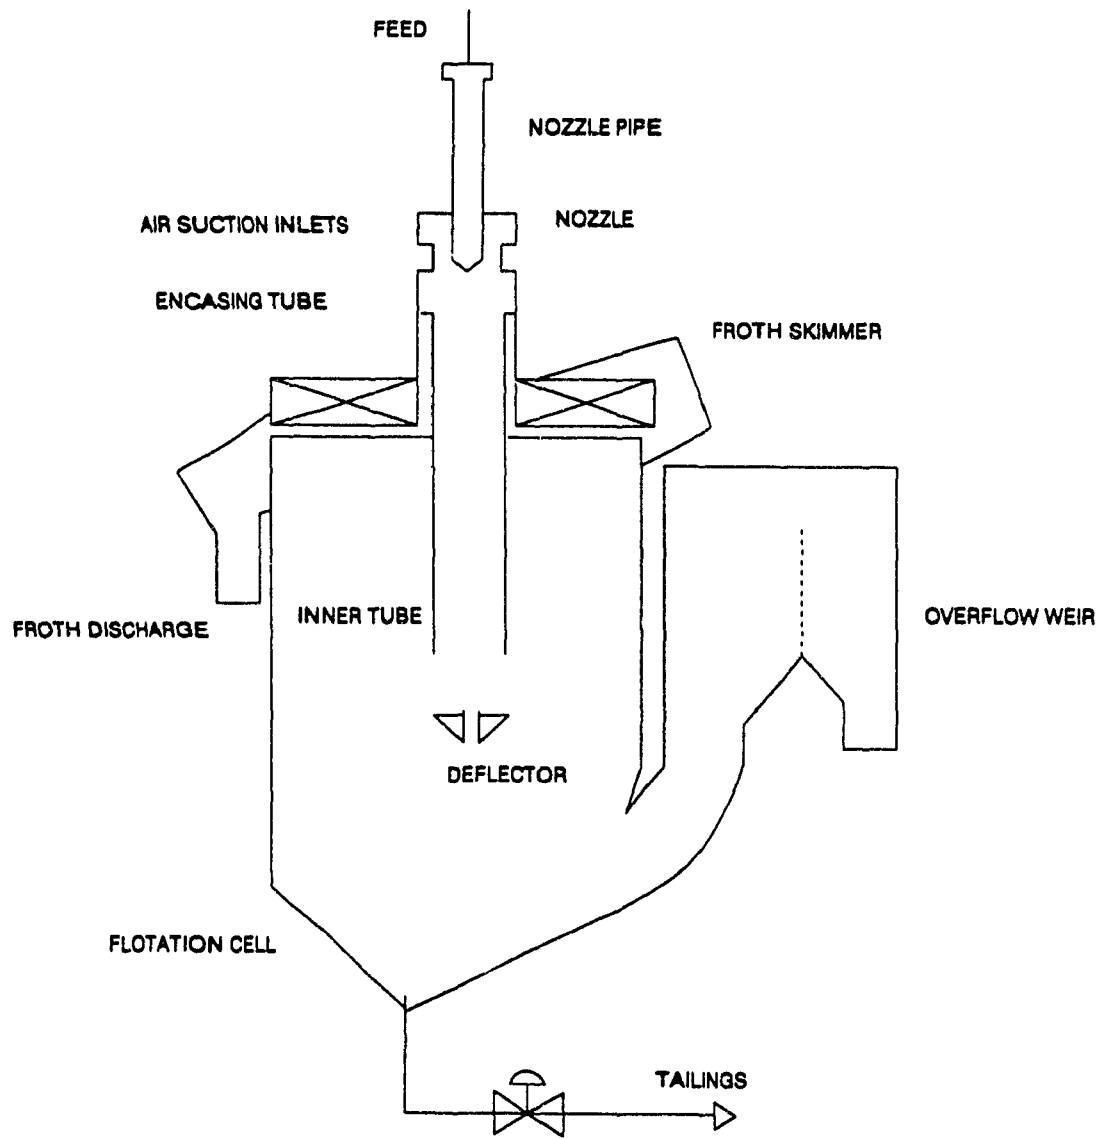 FEED
NOZZLE PIPE
AIR SUCTION INLETS
NOZZLE
ENCASING TUBE
FROTH SKIMMER
INNER TUBE
FROTH DISCHARGE
OVERFLOW WEIR
DEFLECTOR
FLOTATION CELL
TAILINGS